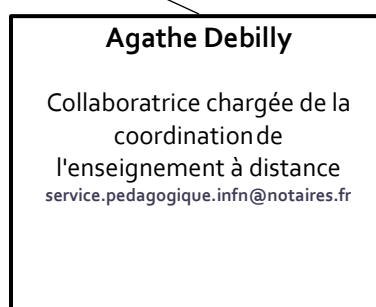 Agathe Debilly
Collaboratrice chargée de la
coordination de
l'enseignement à distance
service.pedagogique.infn@notaires.fr